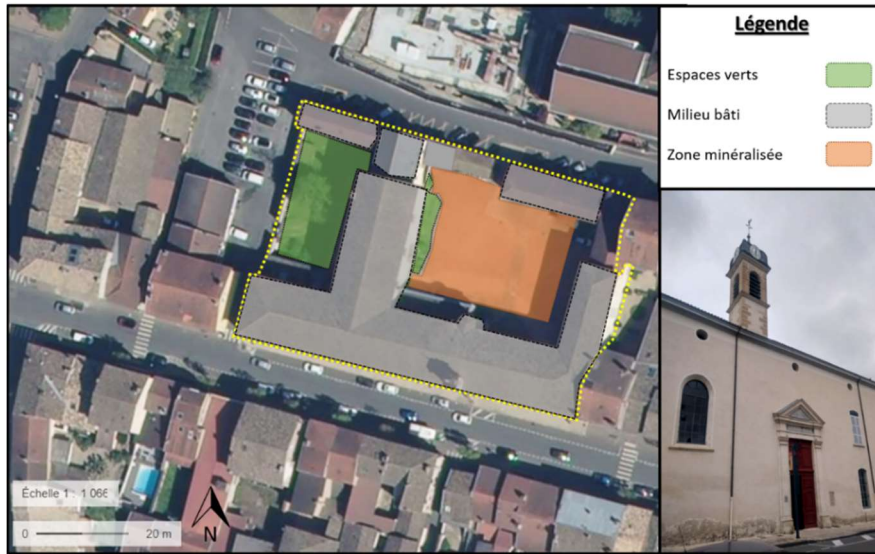 Légende
Espaces verts
Milieu bâti
Zone minéralisée
Échelle 1 : 1 066
0 20 m
N